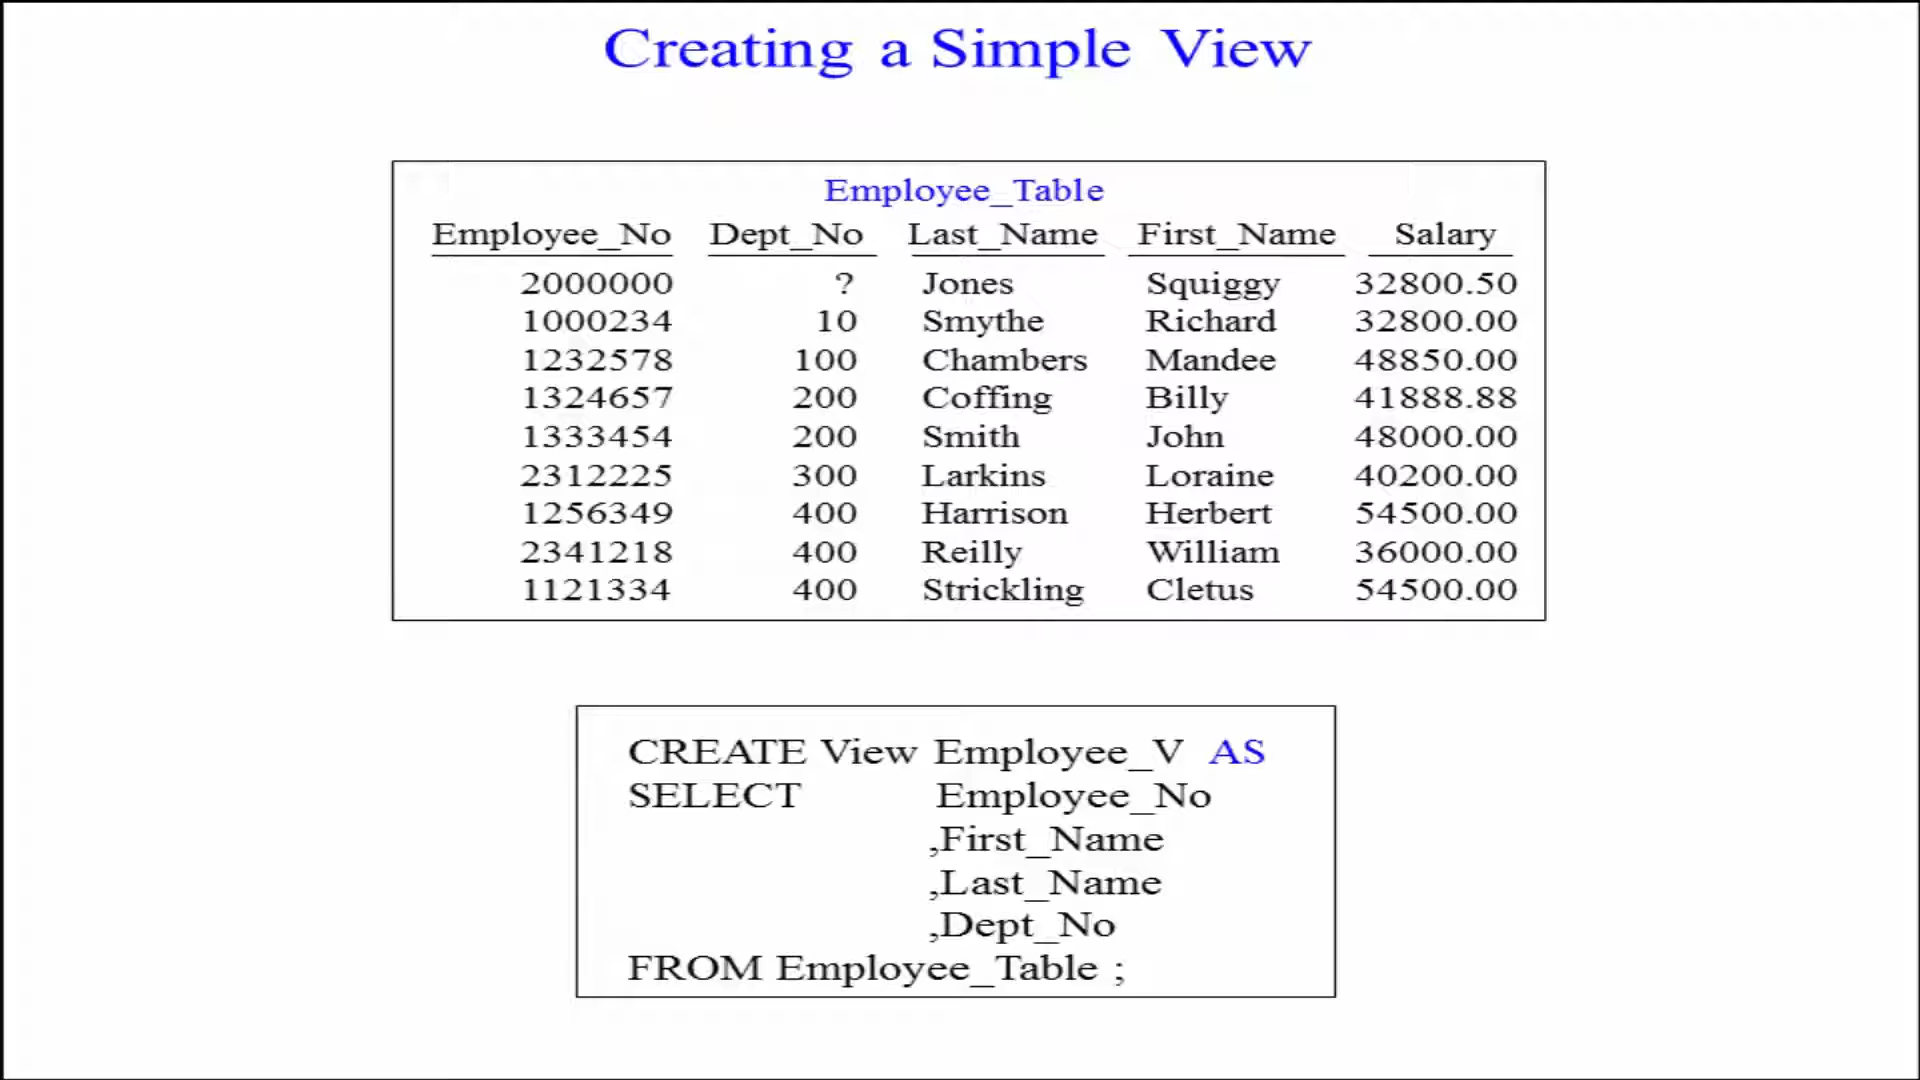 Creating a Simple View
Employee_Table
Employee_No Dept_No Last_Name First_Name Salary
2000000 ? Jones Squiggy 32800.50
1000234 10 Smythe Richard 32800.00
1232578 100 Chambers Mandee 48850.00
1324657 200 Coffing Billy 41888.88
1333454 200 Smith John 48000.00
2312225 300 Larkins Loraine 40200.00
1256349 400 Harrison Herbert 54500.00
2341218 400 Reilly William 36000.00
1121334 400 Strickling Cletus 54500.00
CREATE View Employee_V AS
SELECT Employee_No
,First_Name
,Last_Name
,Dept_No
FROM Employee_Table ;